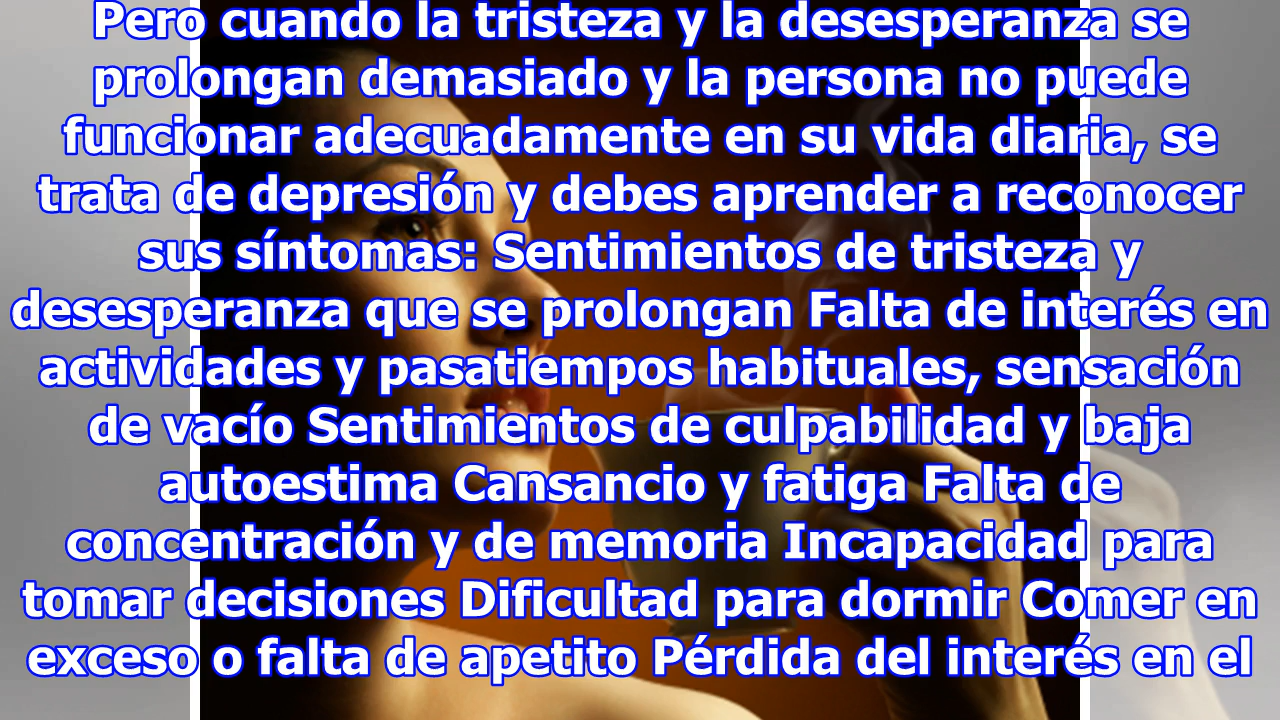 Pero cuando la tristeza y la desesperanza se
prolongan demasiado y la persona no puede
funcionar adecuadamente en su vida diaria, se
trata de depresión y debes aprender a reconocer
sus síntomas: Sentimientos de tristeza y
desesperanza que se prolongan Falta de interés en
actividades y pasatiempos habituales, sensación
de vacío Sentimientos de culpabilidad y baja
autoestima Cansancio y fatiga Falta de
concentración y de memoria Incapacidad para
tomar decisiones Dificultad para dormir Comer en
exceso o falta de apetito Pérdida del interés en el